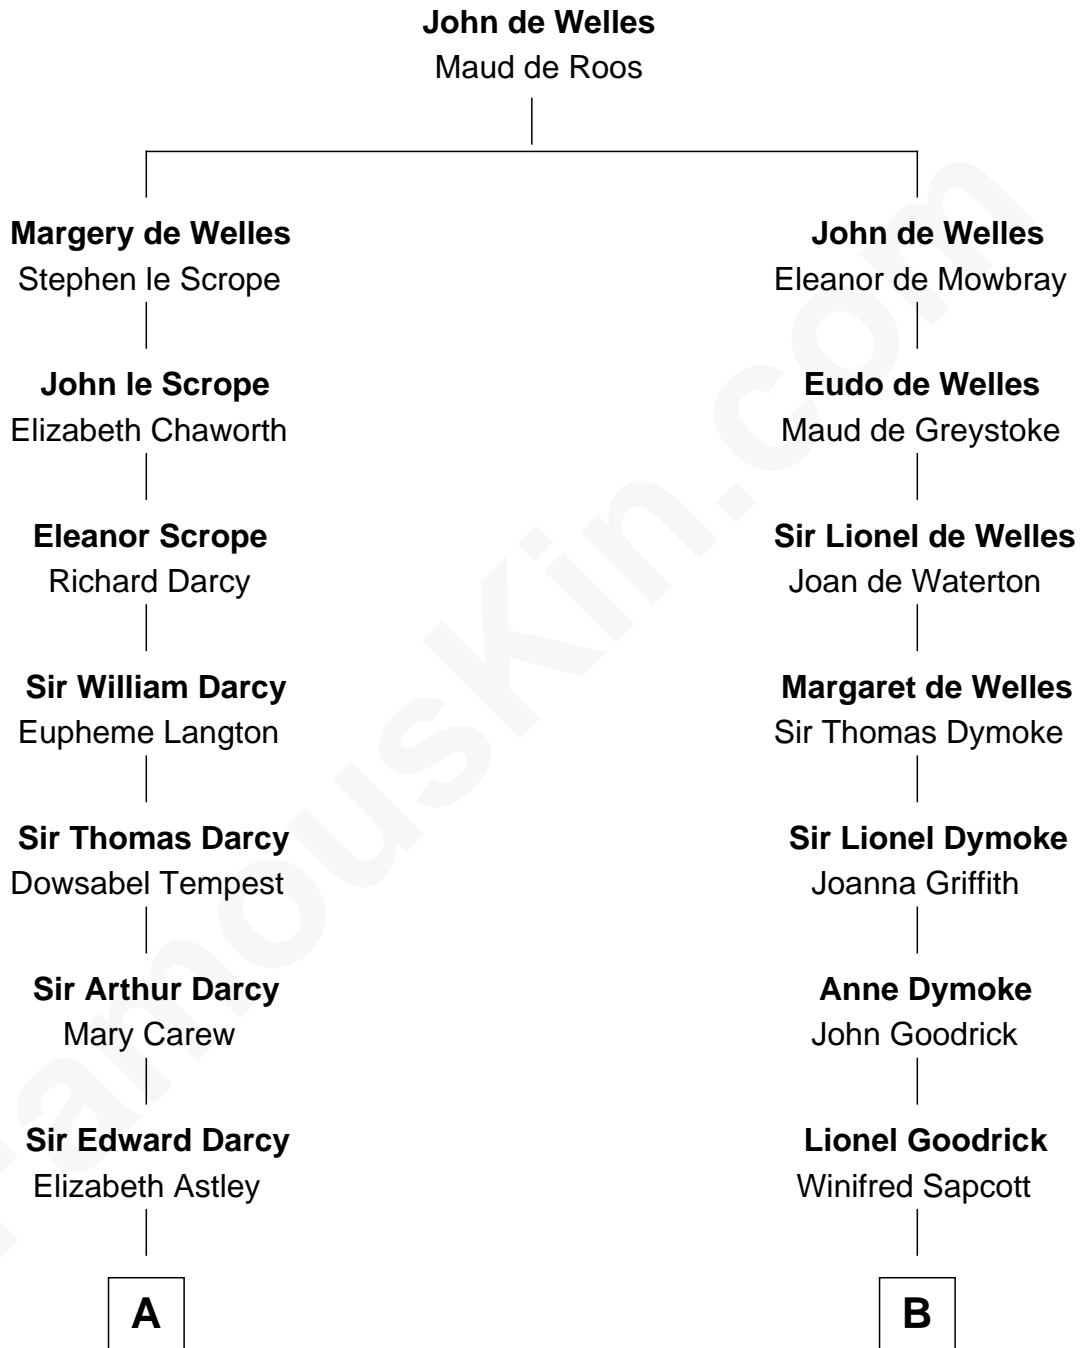 John de Welles
Maud de Roos
Margery de Welles
Stephen le Scrope
John de Welles
Eleanor de Mowbray
John le Scrope
Elizabeth Chaworth
Eudo de Welles
Maud de Greystoke
Eleanor Scrope
Richard Darcy
Sir Lionel de Welles
Joan de Waterton
Sir William Darcy
Eupheme Langton
Margaret de Welles
Sir Thomas Dymoke
Sir Thomas Darcy
Dowsabel Tempest
Sir Lionel Dymoke
Joanna Griffith
Sir Arthur Darcy
Mary Carew
Anne Dymoke
John Goodrick
Sir Edward Darcy
Elizabeth Astley
Lionel Goodrick
Winifred Sapcott
A
B
FamousKin.com